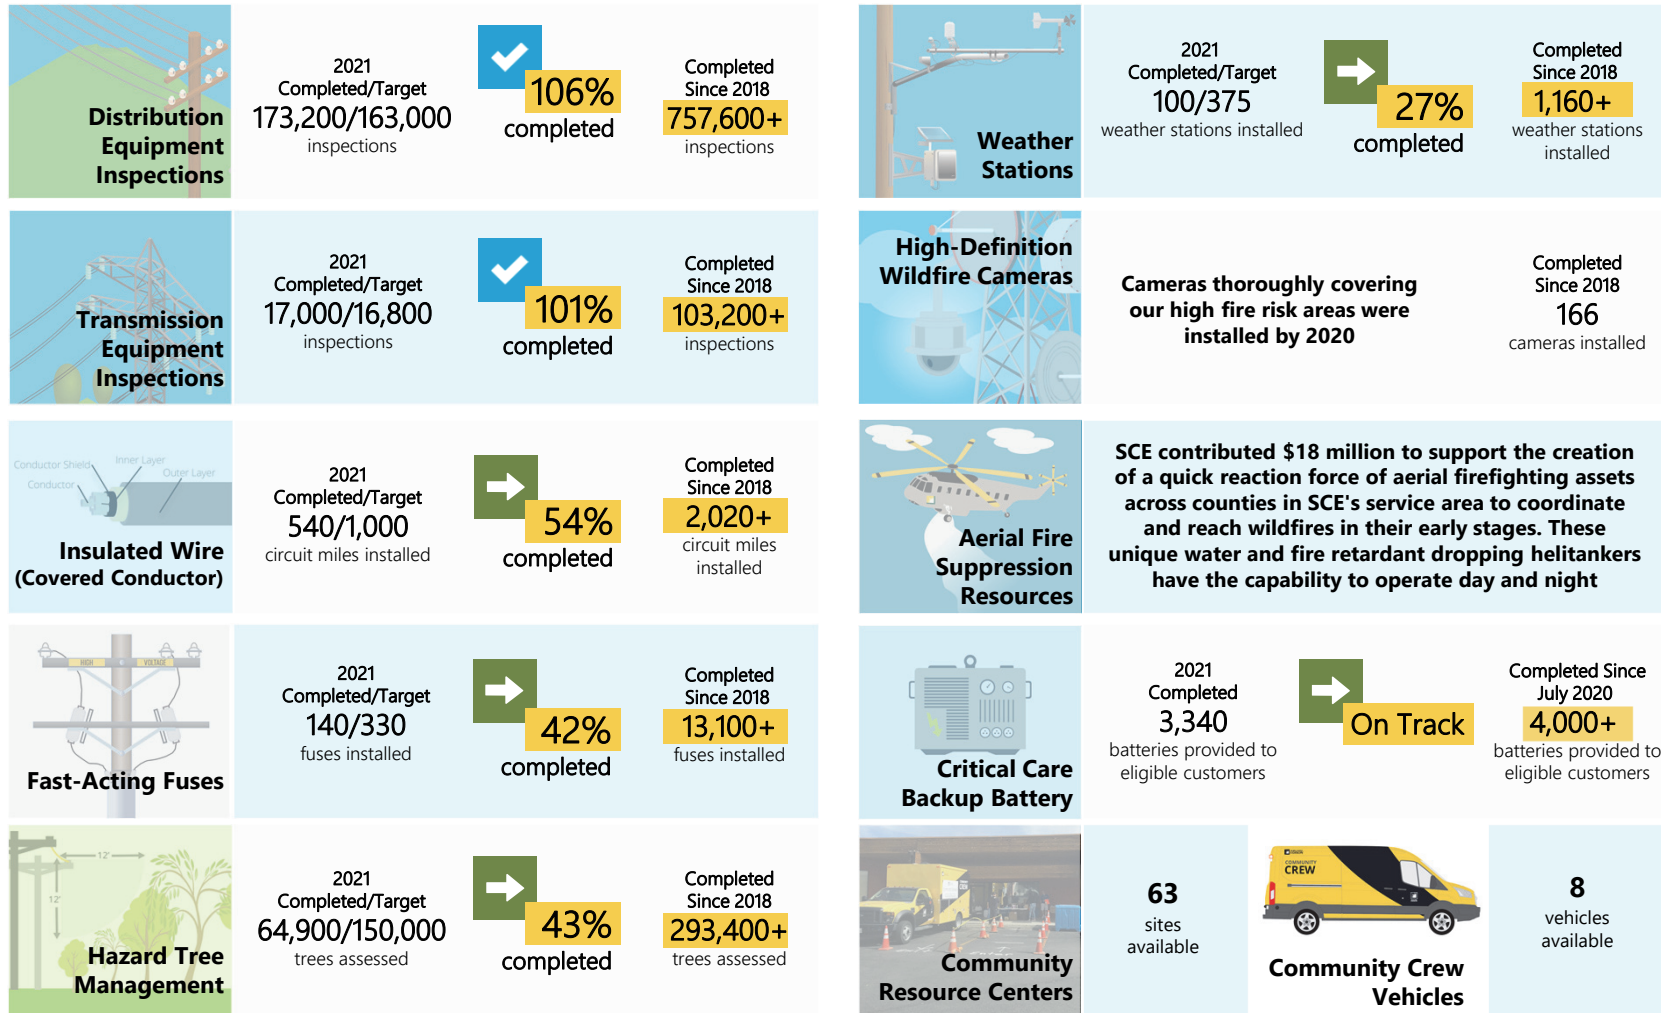 Distribution
Equipment
Inspections
2021
Completed/Target
173,200/163,000
inspections
106%
completed
Completed
Since 2018
757,600+
inspections
Transmission
Equipment
Inspections
2021
Completed/Target
17,000/16,800
inspections
101%
completed
Completed
Since 2018
103,200+
inspections
Conductor Shield
Inner Layer
Outer Layer
Conductor
Insulated Wire
(Covered Conductor)
2021
Completed/Target
540/1,000
circuit miles installed
54%
completed
Completed
Since 2018
2,020+
circuit miles
installed
HIGH VOLTAGE
Fast-Acting Fuses
2021
Completed/Target
140/330
fuses installed
42%
completed
Completed
Since 2018
13,100+
fuses installed
12'
12'
Hazard Tree
Management
2021
Completed/Target
64,900/150,000
trees assessed
43%
completed
Completed
Since 2018
293,400+
trees assessed
Weather
Stations
2021
Completed/Target
100/375
weather stations installed
27%
completed
Completed
Since 2018
1,160+
weather stations
installed
High-Definition
Wildfire Cameras
Cameras thoroughly covering
our high fire risk areas were
installed by 2020
Completed
Since 2018
166
cameras installed
Aerial Fire
Suppression
Resources
SCE contributed $18 million to support the creation
of a quick reaction force of aerial firefighting assets
across counties in SCE's service area to coordinate
and reach wildfires in their early stages. These
unique water and fire retardant dropping helitankers
have the capability to operate day and night
Critical Care
Backup Battery
2021
Completed
3,340
batteries provided to
eligible customers
On Track
Completed Since
July 2020
4,000+
batteries provided to
eligible customers
Community
Resource Centers
63
sites
available
COMMUNITY
CREW
Community Crew
Vehicles
8
vehicles
available